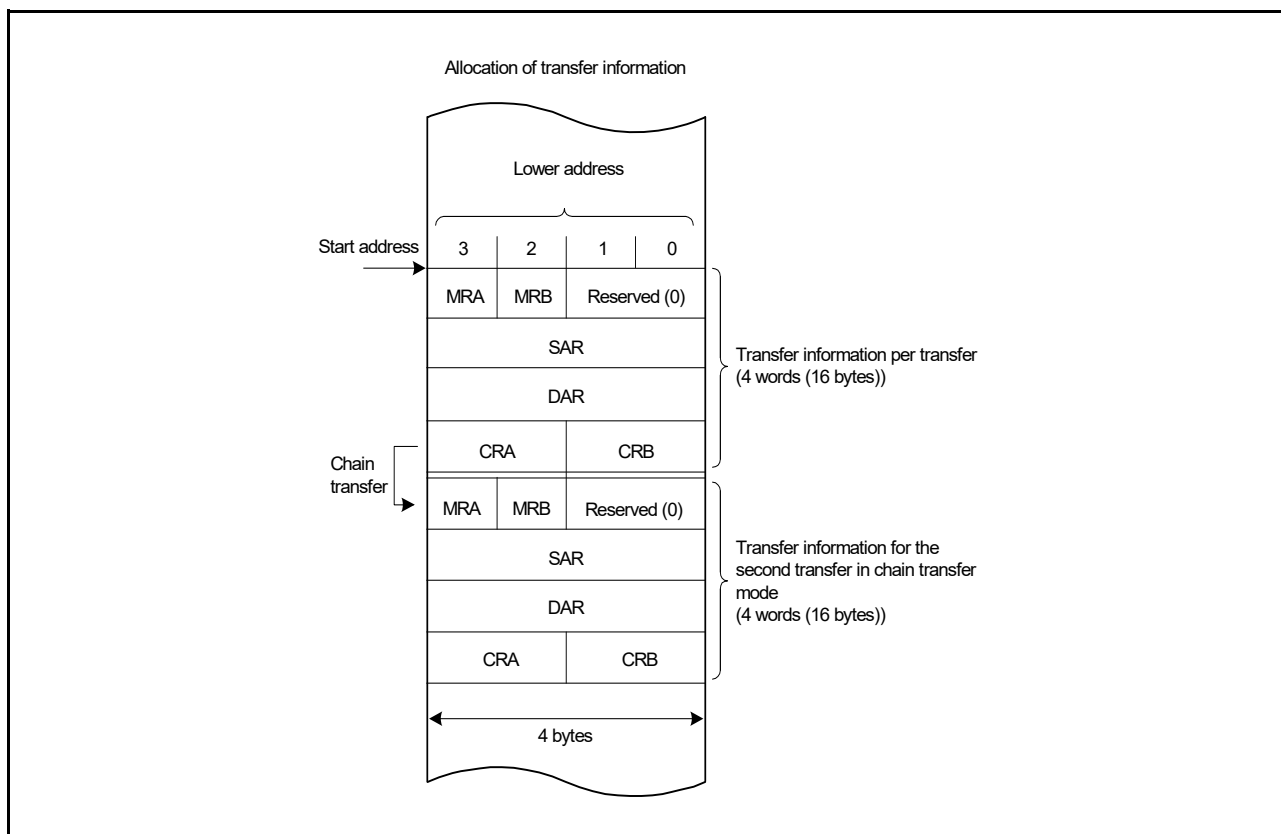 Allocation of transfer information
Lower address
Start address
3 2 1 0
MRA MRB Reserved (0)
SAR
DAR
CRA CRB
Transfer information per transfer
(4 words (16 bytes))
Chain
transfer
MRA MRB Reserved (0)
SAR
DAR
CRA CRB
Transfer information for the
second transfer in chain transfer
mode
(4 words (16 bytes))
4 bytes